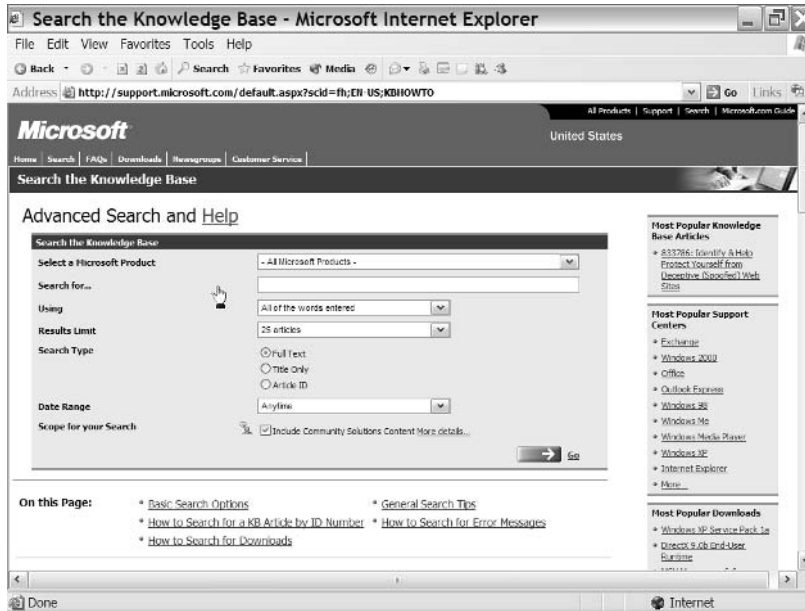 Search the Knowledge Base - Microsoft Internet Explorer
File Edit View Favorites Tools Help
Back Search Favorites Media
Address http://support.microsoft.com/default.aspx?scid=fh;EN-US;KBHOWTO Go Links
All Products | Support | Search | Microsoft.com Guide
Microsoft
United States
Home | Search | FAQs | Downloads | Newsgroups | Customer Service |
Search the Knowledge Base
Advanced Search and Help
Search the Knowledge Base
Select a Microsoft Product - All Microsoft Products -
Search for...
Using All of the words entered
Results Limit 25 articles
Search Type Full Text
Title Only
Article ID
Date Range Anytime
Scope for your Search Include Community Solutions Content More details...
Go
On this Page:
* Basic Search Options
* How to Search for a KB Article by ID Number
* How to Search for Downloads
* General Search Tips
* How to Search for Error Messages
Most Popular Knowledge
Base Articles
833786: Identify & Help
Protect Yourself from
Deceptive (Spoofed) Web
Sites
Most Popular Support
Centers
Exchange
Windows 2000
Office
Outlook Express
Windows 98
Windows Me
Windows Media Player
Windows XP
Internet Explorer
More...
Most Popular Downloads
Windows XP Service Pack 1a
DirectX 9.0b End-User
Runtime
Done Internet